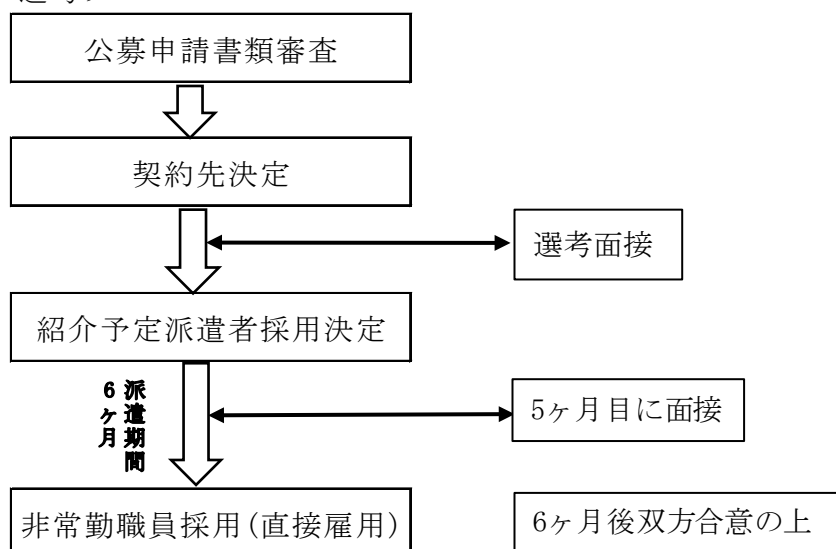 公募申請書類審査
契約先決定
選考面接
紹介予定派遣者採用決定
派遣期間
6ヶ月
5ヶ月目に面接
非常勤職員採用(直接雇用)
6ヶ月後双方合意の上